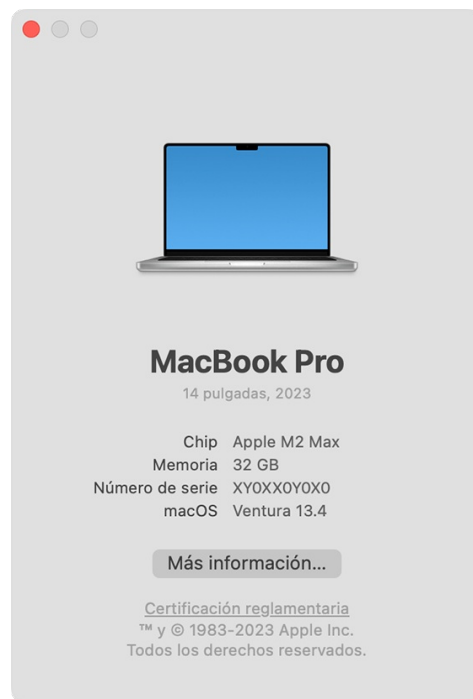 MacBook Pro
14 pulgadas, 2023
Chip Apple M2 Max
Memoria 32 GB
Número de serie XY0XX0Y0X0
macOS Ventura 13.4
Más información...
Certificación reglamentaria
™ y © 1983-2023 Apple Inc.
Todos los derechos reservados.